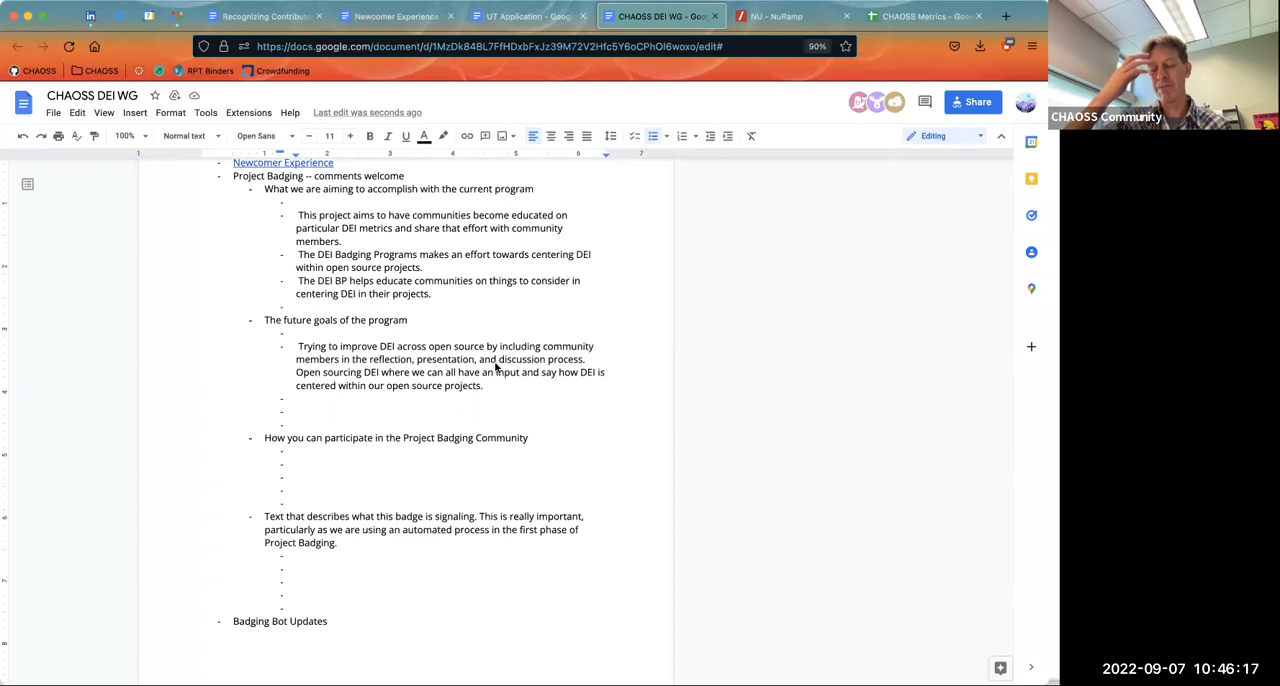 Recognizing Contributo
Newcomer Experience
UT Application - Googl
CHAOSS DEI WG - Goog
NU - NuRamp
CHAOSS Metrics - Goo
https://docs.google.com/document/d/1MzDk84BL7FfHDxbFxJz39M72V2Hfc5Y6oCPhOl6woxo/edit#
90%
CHAOSS
CHAOSS
RPT Binders
Crowdfunding
CHAOSS DEI WG
File Edit View Insert Format Tools Extensions Help Last edit was seconds ago
Share
100% Normal text Open Sans 11 Editing
1 1 2 3 4 5 6 7
- Newcomer Experience
- Project Badging -- comments welcome
- What we are aiming to accomplish with the current program
-
- This project aims to have communities become educated on
particular DEI metrics and share that effort with community
members.
- The DEI Badging Programs makes an effort towards centering DEI
within open source projects.
- The DEI BP helps educate communities on things to consider in
centering DEI in their projects.
-
- The future goals of the program
-
- Trying to improve DEI across open source by including community
members in the reflection, presentation, and discussion process.
Open sourcing DEI where we can all have an input and say how DEI is
centered within our open source projects.
-
-
-
- How you can participate in the Project Badging Community
-
-
-
-
-
- Text that describes what this badge is signaling. This is really important,
particularly as we are using an automated process in the first phase of
Project Badging.
-
-
-
-
-
- Badging Bot Updates
CHAOSS Community
2022-09-07 10:46:17